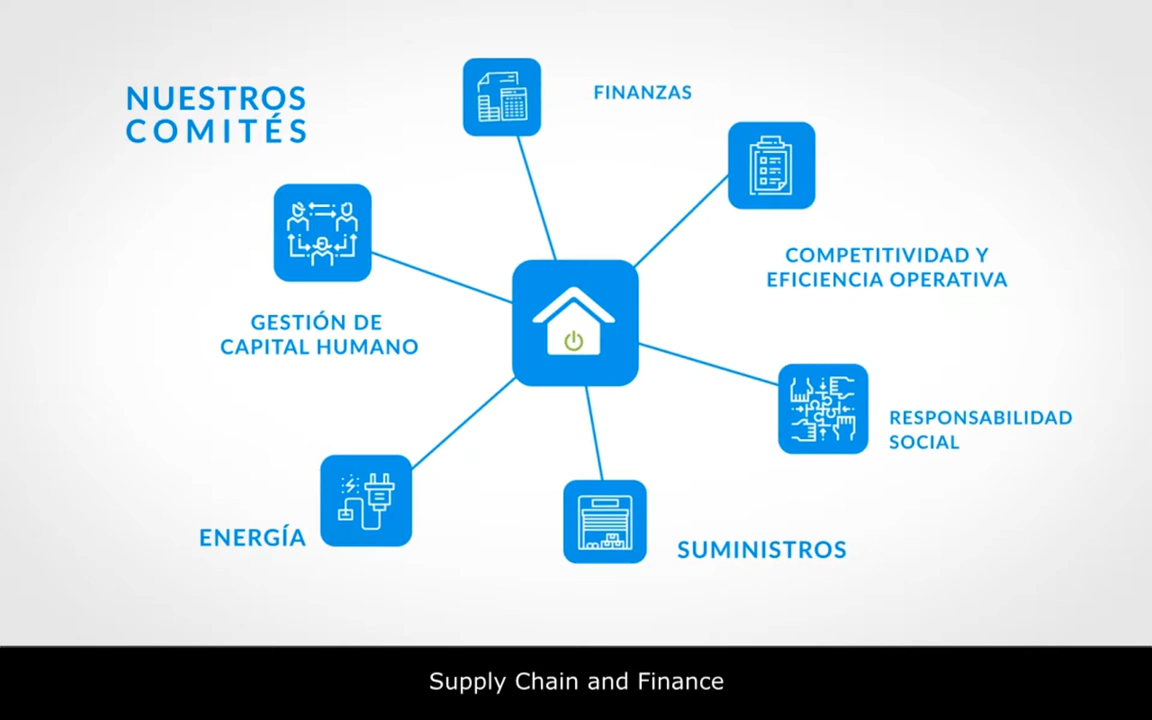 NUESTROS
COMITÉS
FINANZAS
COMPETITIVIDAD Y
EFICIENCIA OPERATIVA
GESTIÓN DE
CAPITAL HUMANO
RESPONSABILIDAD
SOCIAL
ENERGÍA
SUMINISTROS
Supply Chain and Finance